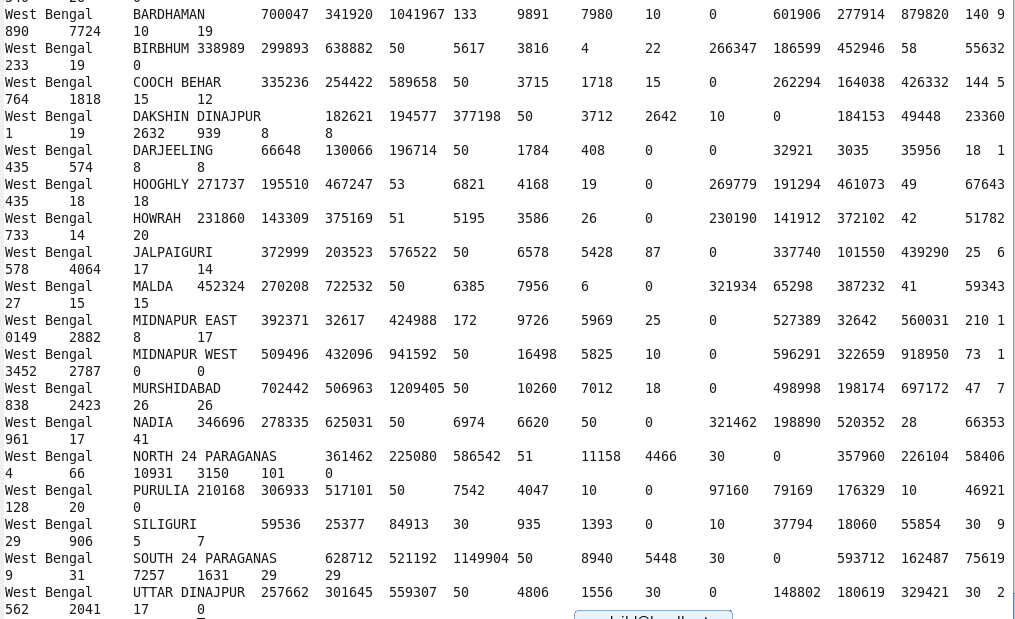 West Bengal BARDHAMAN 700047 341920 1041967 133 9891 7980 10 0 601906 277914 879820 140 9
890 7724 10 19
West Bengal BIRBHUM 338989 299893 638882 50 5617 3816 4 22 266347 186599 452946 58 55632
233 19 0
West Bengal COOCH BEHAR 335236 254422 589658 50 3715 1718 15 0 262294 164038 426332 144 5
764 1818 15 12
West Bengal DAKSHIN DINAJPUR 182621 194577 377198 50 3712 2642 10 0 184153 49448 23360
1 19 2632 939 8 8
West Bengal DARJEELING 66648 130066 196714 50 1784 408 0 0 32921 3035 35956 18 1
435 574 8 8
West Bengal HOOGHLY 271737 195510 467247 53 6821 4168 19 0 269779 191294 461073 49 67643
435 18 18
West Bengal HOWRAH 231860 143309 375169 51 5195 3586 26 0 230190 141912 372102 42 51782
733 14 20
West Bengal JALPAIGURI 372999 203523 576522 50 6578 5428 87 0 337740 101550 439290 25 6
578 4064 17 14
West Bengal MALDA 452324 270208 722532 50 6385 7956 6 0 321934 65298 387232 41 59343
27 15 15
West Bengal MIDNAPUR EAST 392371 32617 424988 172 9726 5969 25 0 527389 32642 560031 210 1
0149 2882 8 17
West Bengal MIDNAPUR WEST 509496 432096 941592 50 16498 5825 10 0 596291 322659 918950 73 1
3452 2787 0 0
West Bengal MURSHIDABAD 702442 506963 1209405 50 10260 7012 18 0 498998 198174 697172 47 7
838 2423 26 26
West Bengal NADIA 346696 278335 625031 50 6974 6620 50 0 321462 198890 520352 28 66353
961 17 41
West Bengal NORTH 24 PARAGANAS 361462 225080 586542 51 11158 4466 30 0 357960 226104 58406
4 66 10931 3150 101 0
West Bengal PURULIA 210168 306933 517101 50 7542 4047 10 0 97160 79169 176329 10 46921
128 20 0
West Bengal SILIGURI 59536 25377 84913 30 935 1393 0 10 37794 18060 55854 30 9
29 906 5 7
West Bengal SOUTH 24 PARAGANAS 628712 521192 1149904 50 8940 5448 30 0 593712 162487 75619
9 31 7257 1631 29 29
West Bengal UTTAR DINAJPUR 257662 301645 559307 50 4806 1556 30 0 148802 180619 329421 30 2
562 2041 17 0